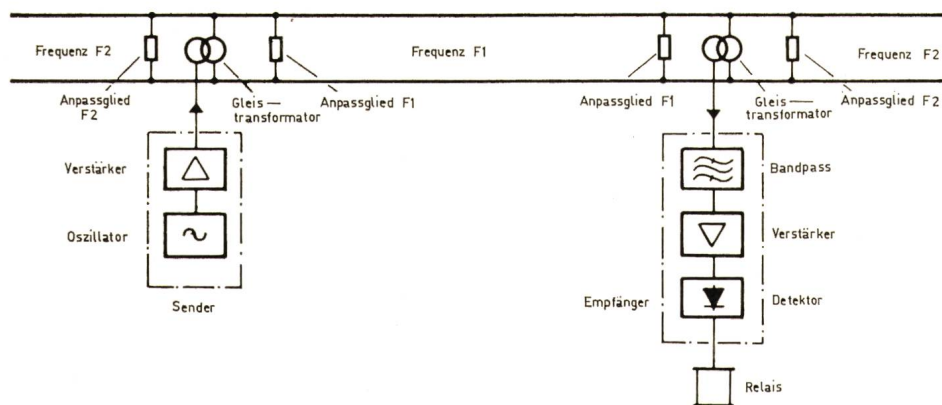 Frequenz F2
Frequenz F1
Frequenz F2
Anpassglied
F2
Gleis—
transformator
Anpassglied F1
Anpassglied F1
Gleis—
transformator
Anpassglied F2
Verstärker
Oszillator
Sender
Bandpass
Verstärker
Empfänger
Detektor
Relais